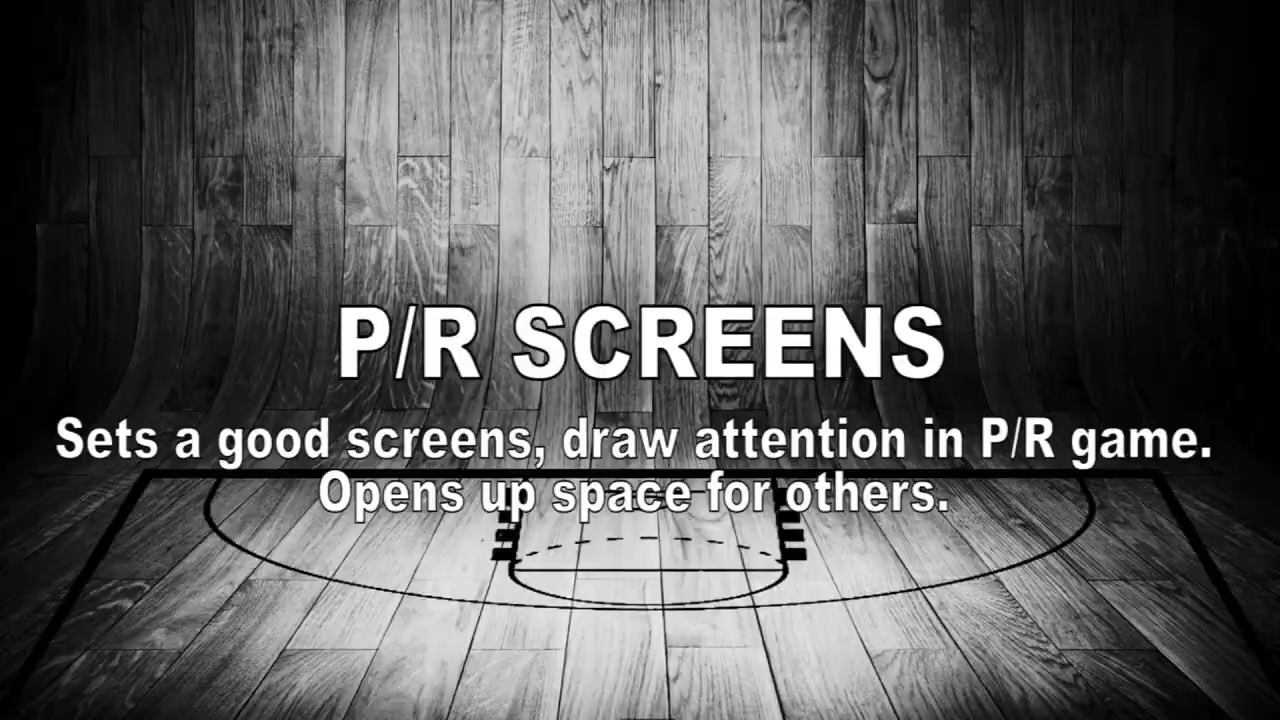 P/R SCREENS
Sets a good screens, draw attention in P/R game.
Opens up space for others.